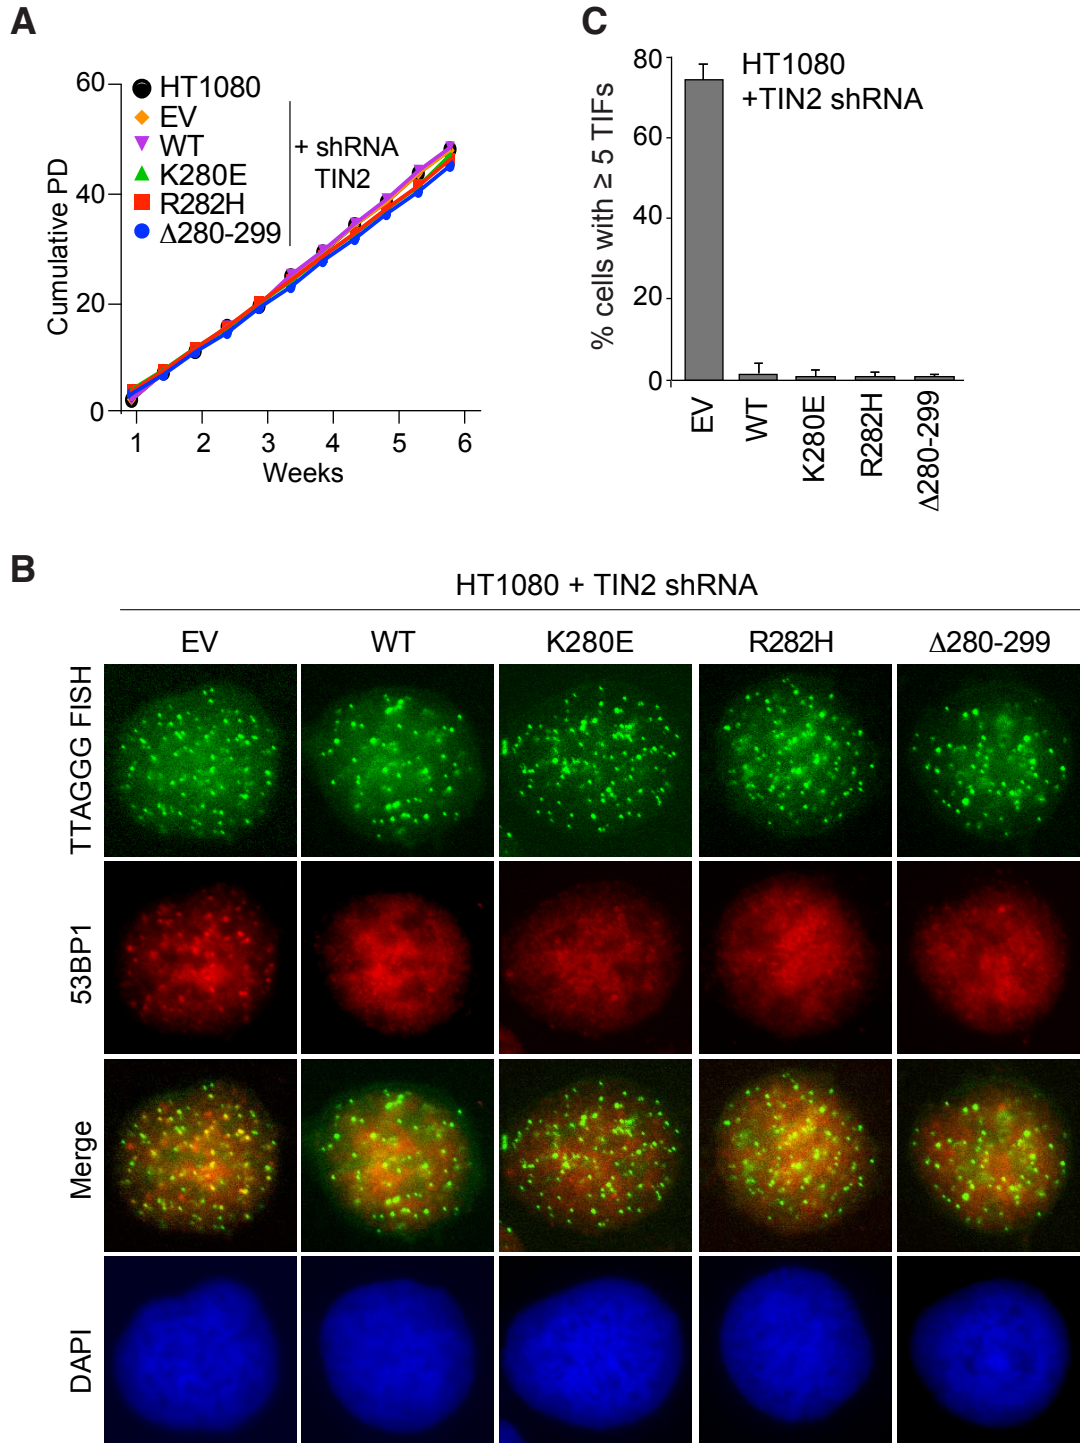 A
60
40
20
0
Cumulative PD
HT1080
EV
WT
K280E
R282H
Δ280-299
+ shRNA
TIN2
1 2 3 4 5 6
Weeks
C
80
60
40
20
0
% cells with ≥ 5 TIFs
HT1080
+TIN2 shRNA
EV
WT
K280E
R282H
Δ280-299
B
HT1080 + TIN2 shRNA
EV WT K280E R282H Δ280-299
TTAGGG FISH
53BP1
Merge
DAPI